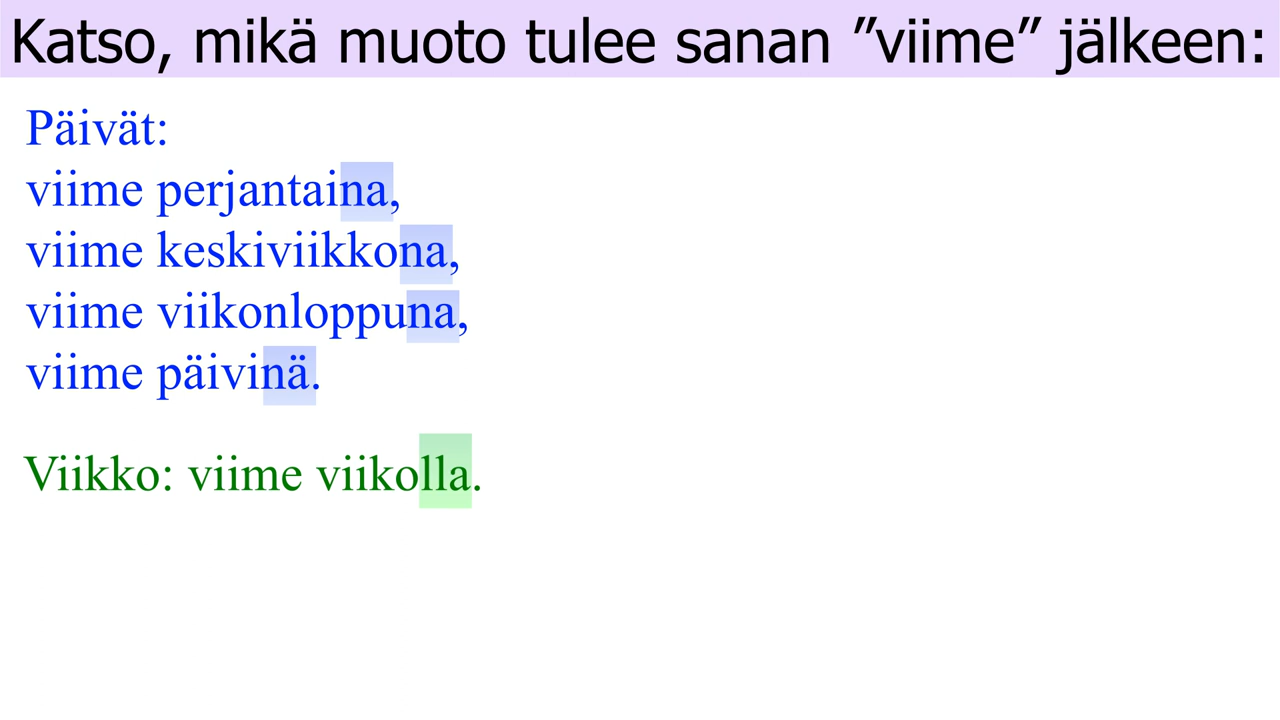 Katso, mikä muoto tulee sanan ”viime” jälkeen:
Päivät:
viime perjantaina,
viime keskiviikkona,
viime viikonloppuna,
viime päivinä.
Viikko: viime viikolla.